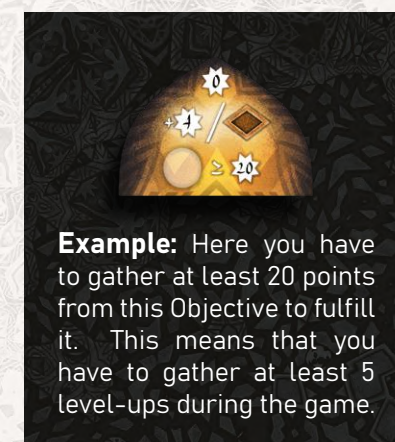 0
+4 /
≥ 20
Example: Here you have
to gather at least 20 points
from this Objective to fulfill
it. This means that you
have to gather at least 5
level-ups during the game.